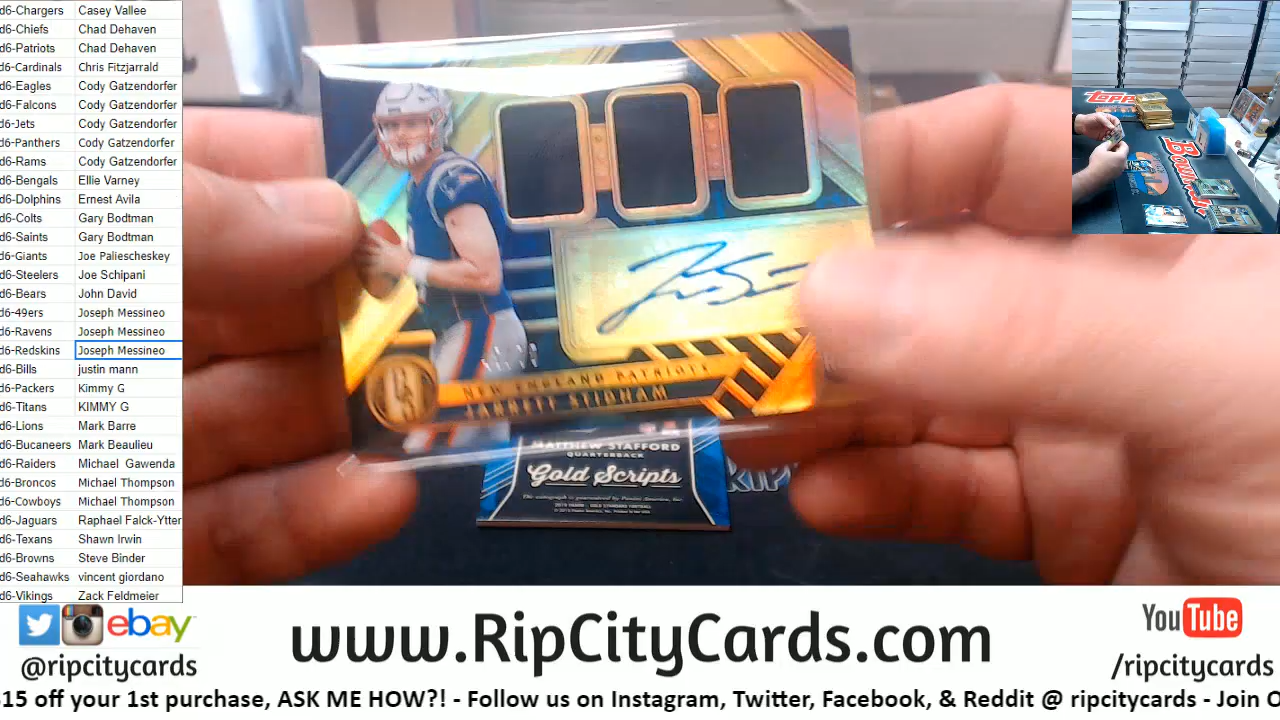 d6-Chargers Casey Vallee
d6-Chiefs Chad Dehaven
d6-Patriots Chad Dehaven
d6-Cardinals Chris Fitzjarrald
d6-Eagles Cody Gatzendorfer
d6-Falcons Cody Gatzendorfer
d6-Jets Cody Gatzendorfer
d6-Panthers Cody Gatzendorfer
d6-Rams Cody Gatzendorfer
d6-Bengals Ellie Varney
d6-Dolphins Ernest Avila
d6-Colts Gary Bodtman
d6-Saints Gary Bodtman
d6-Giants Joe Paliescheskey
d6-Steelers Joe Schipani
d6-Bears John David
d6-49ers Joseph Messineo
d6-Ravens Joseph Messineo
d6-Redskins Joseph Messineo
d6-Bills justin mann
d6-Packers Kimmy G
d6-Titans KIMMY G
d6-Lions Mark Barre
d6-Bucaneers Mark Beaulieu
d6-Raiders Michael Gawenda
d6-Broncos Michael Thompson
d6-Cowboys Michael Thompson
d6-Jaguars Raphael Falck-Ytter
d6-Texans Shawn Irwin
d6-Browns Steve Binder
d6-Seahawks vincent giordano
d6-Vikings Zack Feldmeier
NEW ENGLAND PATRIOTS
JARRETT STIDHAM
MATTHEW STAFFORD
QUARTERBACK
Gold Scripts
RIP
TOPPS
Bowman
ebay
@ripcitycards
www.RipCityCards.com
YouTube
/ripcitycards
$15 off your 1st purchase, ASK ME HOW?! - Follow us on Instagram, Twitter, Facebook, & Reddit @ ripcitycards - Join O